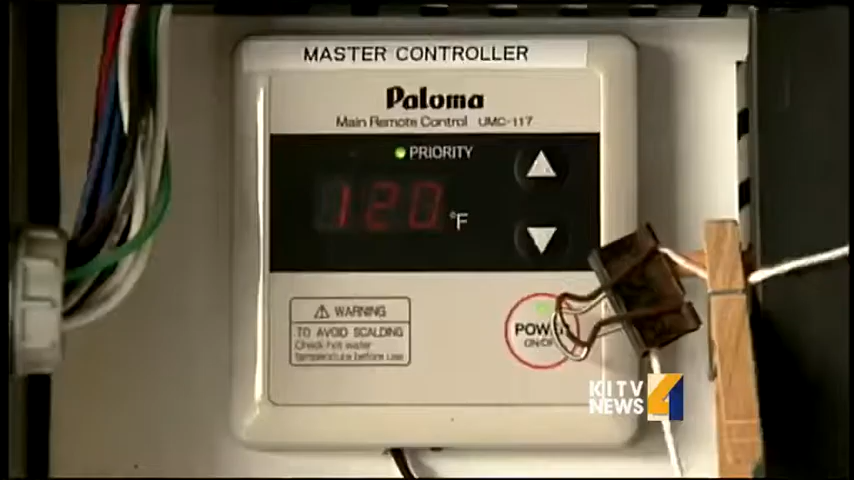 MASTER CONTROLLER
Paloma
Main Remote Control UMC-117
PRIORITY
120 °F
WARNING
TO AVOID SCALDING
Check hot water
temperature before use!
POWER
ON/OFF
KITV
NEWS 4